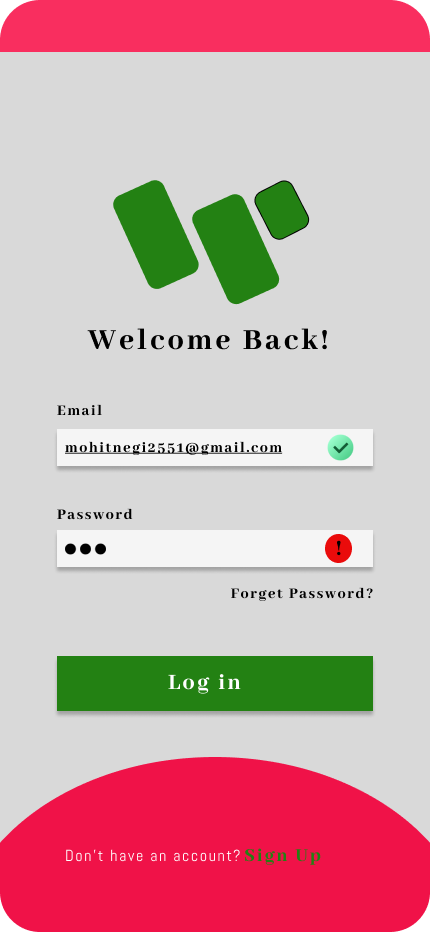 Welcome Back!
Email
mohitnegi2551@gmail.com
Password
●●●
!
Forget Password?
Log in
Don't have an account? Sign Up